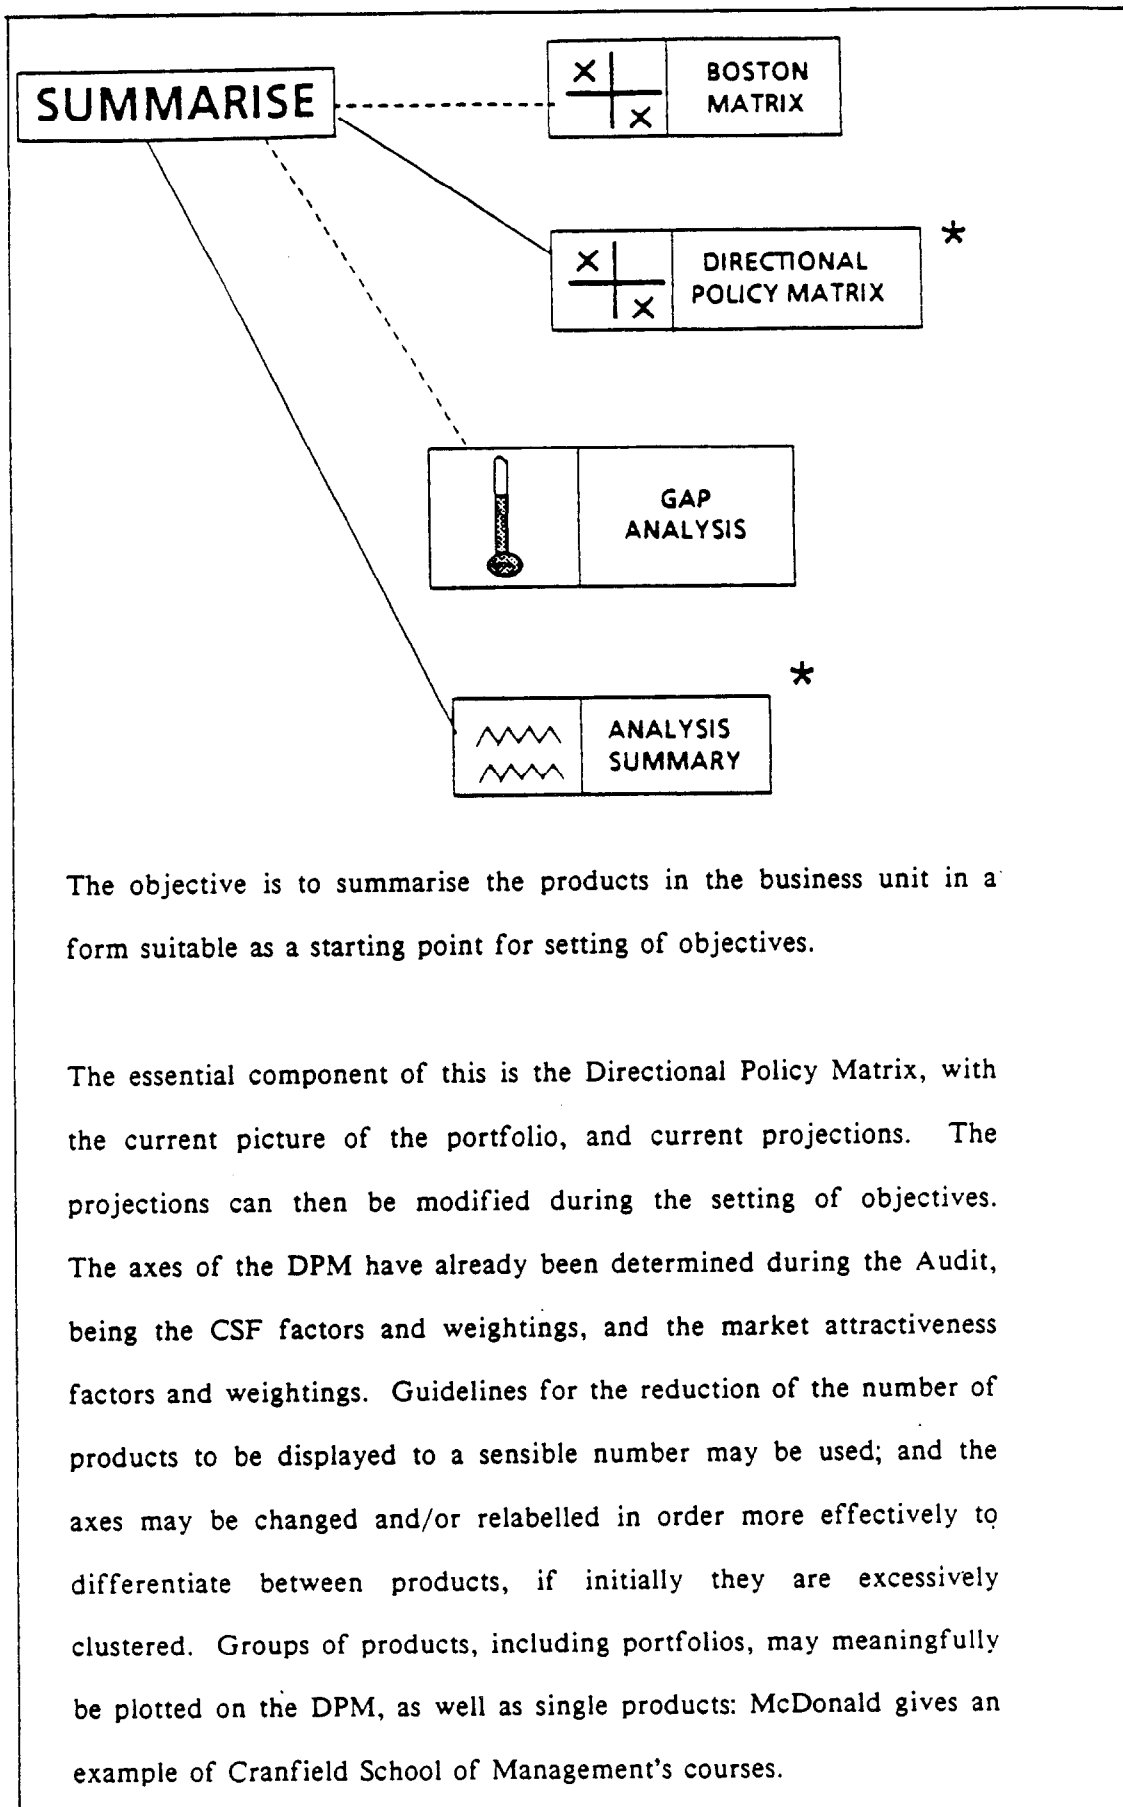 SUMMARISE
BOSTON
MATRIX
*
DIRECTIONAL
POLICY MATRIX
GAP
ANALYSIS
*
ANALYSIS
SUMMARY
The objective is to summarise the products in the business unit in a
form suitable as a starting point for setting of objectives.
The essential component of this is the Directional Policy Matrix, with
the current picture of the portfolio, and current projections. The
projections can then be modified during the setting of objectives.
The axes of the DPM have already been determined during the Audit,
being the CSF factors and weightings, and the market attractiveness
factors and weightings. Guidelines for the reduction of the number of
products to be displayed to a sensible number may be used; and the
axes may be changed and/or relabelled in order more effectively to
differentiate between products, if initially they are excessively
clustered. Groups of products, including portfolios, may meaningfully
be plotted on the DPM, as well as single products: McDonald gives an
example of Cranfield School of Management's courses.